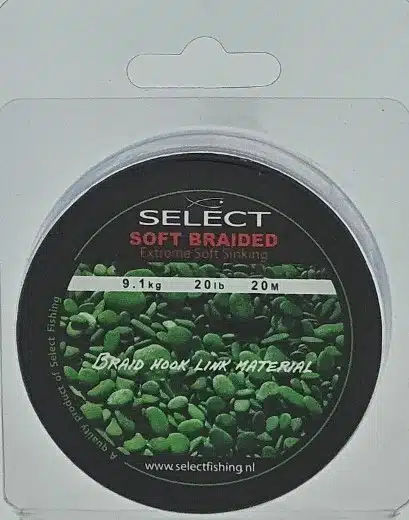 SELECT
SOFT BRAIDED
Extreme Soft Sinking
9.1kg 20lb 20M
BRAID HOOK LINK MATERIAL
A quality product of Select Fishing
www.selectfishing.nl